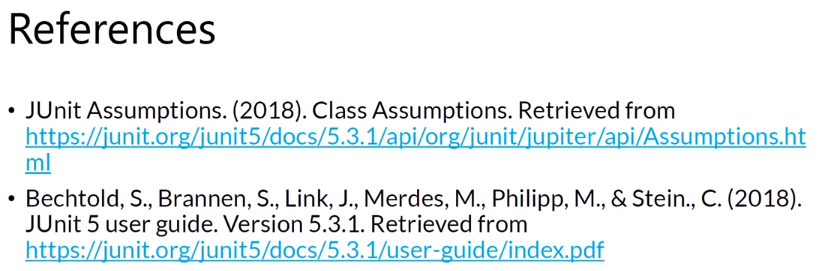 References
• JUnit Assumptions. (2018). Class Assumptions. Retrieved from
https://junit.org/junit5/docs/5.3.1/api/org/junit/jupiter/api/Assumptions.ht
ml
• Bechtold, S., Brannen, S., Link, J., Merdes, M., Philipp, M., & Stein., C. (2018).
JUnit 5 user guide. Version 5.3.1. Retrieved from
https://junit.org/junit5/docs/5.3.1/user-guide/index.pdf